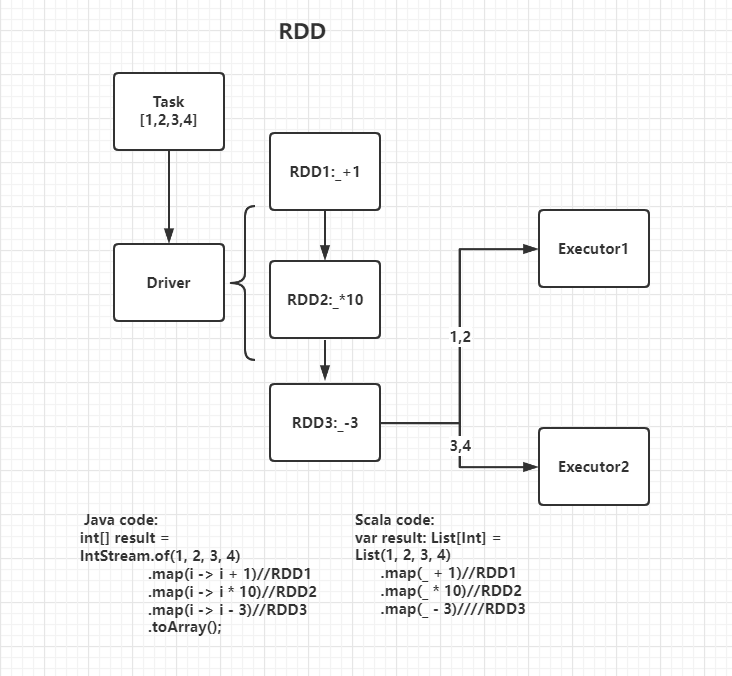 RDD
Task
[1,2,3,4]
RDD1:_+1
Executor1
Driver
RDD2:_*10
1,2
RDD3:_-3
3,4
Executor2
Java code:
int[] result =
IntStream.of(1, 2, 3, 4)
.map(i -> i + 1)//RDD1
.map(i -> i * 10)//RDD2
.map(i -> i - 3)//RDD3
.toArray();
Scala code:
var result: List[Int] =
List(1, 2, 3, 4)
.map(_ + 1)//RDD1
.map(_ * 10)//RDD2
.map(_ - 3)////RDD3